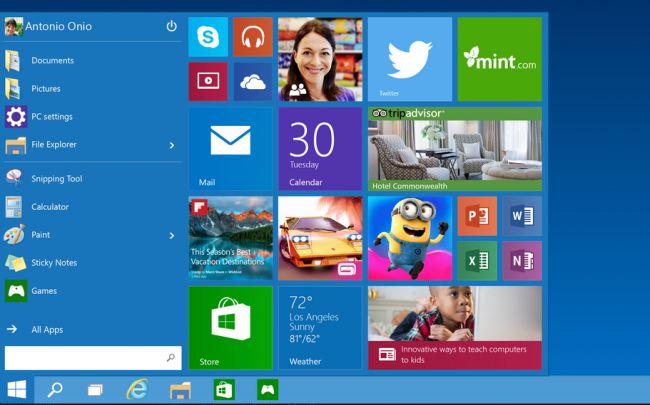 Antonio Onio
Documents
Pictures
PC settings
File Explorer
Snipping Tool
Calculator
Paint
Sticky Notes
Games
All Apps
Twitter
mint.com
Mail
30
Tuesday
Calendar
tripadvisor
Hotel Commonwealth
This Season's Best
Vacation Destinations
P
W
X
N
Store
72°
Los Angeles
Sunny
81°/62°
Weather
Innovative ways to teach computers
to kids